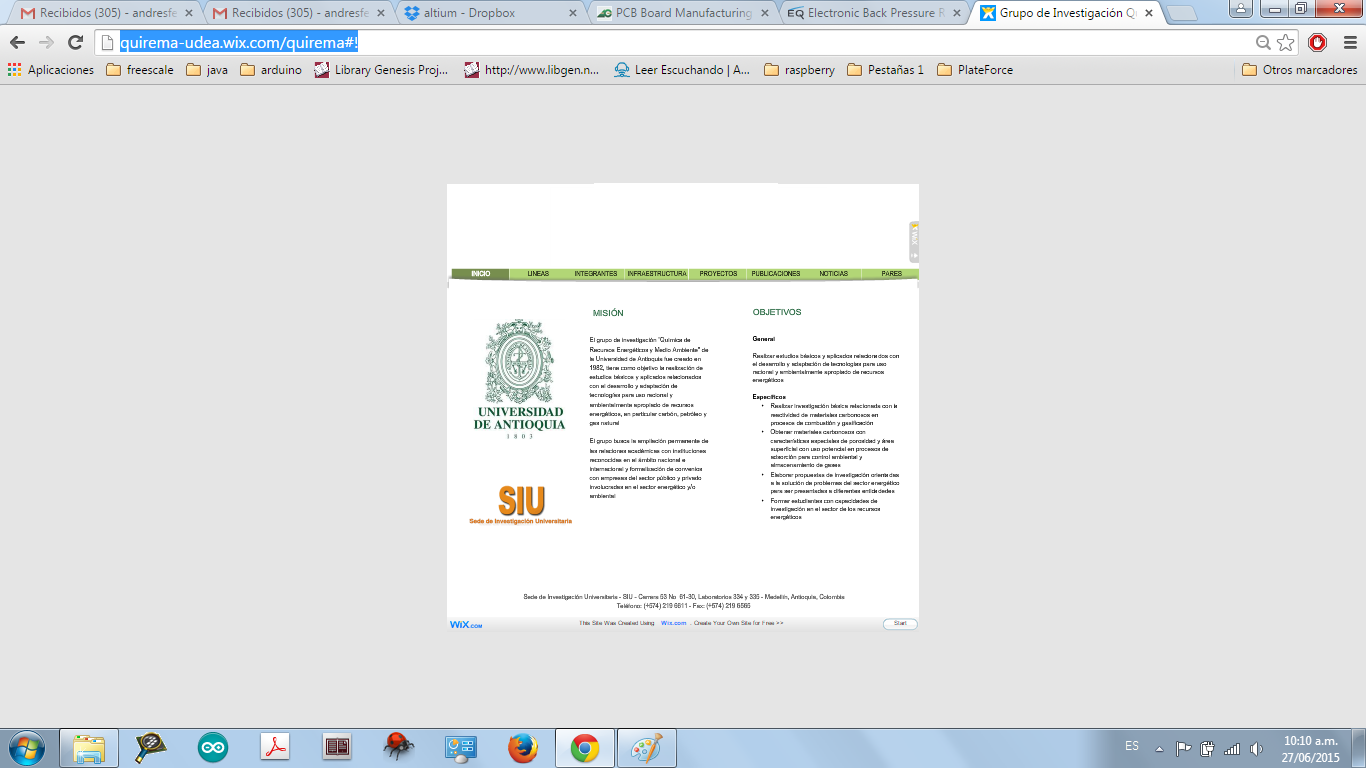 Recibidos (305) - andresfe
Recibidos (305) - andresfe
altium - Dropbox
PCB Board Manufacturing
EQ Electronic Back Pressure R
Grupo de Investigación Q
quirema-udea.wix.com/quirema#!
Aplicaciones
freescale
java
arduino
Library Genesis Proj...
http://www.libgen.n...
Leer Escuchando | A...
raspberry
Pestañas 1
PlateForce
Otros marcadores
WiX
INICIO
LINEAS
INTEGRANTES
INFRAESTRUCTURA
PROYECTOS
PUBLICACIONES
NOTICIAS
PARES
UNIVERSIDAD
DE ANTIOQUIA
1803
SIU
Sede de Investigación Universitaria
MISIÓN
El grupo de investigación "Química de
Recursos Energéticos y Medio Ambiente" de
la Universidad de Antioquia fue creado en
1982, tiene como objetivo la realización de
estudios básicos y aplicados relacionados
con el desarrollo y adaptación de
tecnologías para uso racional y
ambientalmente apropiado de recursos
energéticos, en particular carbón, petróleo y
gas natural
El grupo busca la ampliación permanente de
las relaciones académicas con instituciones
reconocidas en el ámbito nacional e
internacional y formalización de convenios
con empresas del sector público y privado
involucradas en el sector energético y/o
ambiental
OBJETIVOS
General
Realizar estudios básicos y aplicados relacionados con
el desarrollo y adaptación de tecnologías para uso
racional y ambientalmente apropiado de recursos
energéticos
Específicos
• Realizar investigación básica relacionada con la
reactividad de materiales carbonosos en
procesos de combustión y gasificación
• Obtener materiales carbonosos con
características especiales de porosidad y área
superficial con uso potencial en procesos de
adsorción para control ambiental y
almacenamiento de gases
• Elaborar propuestas de investigación orientadas
a la solución de problemas del sector energético
para ser presentadas a diferentes entidades
• Formar estudiantes con capacidades de
investigación en el sector de los recursos
energéticos
Sede de Investigación Universitaria - SIU - Carrera 53 No 61-30, Laboratorios 334 y 335 - Medellín, Antioquia, Colombia
Teléfono: (+574) 219 6611 - Fax: (+574) 219 6565
WiX.COM
This Site Was Created Using Wix.com . Create Your Own Site for Free >>
Start
ES
10:10 a.m.
27/06/2015